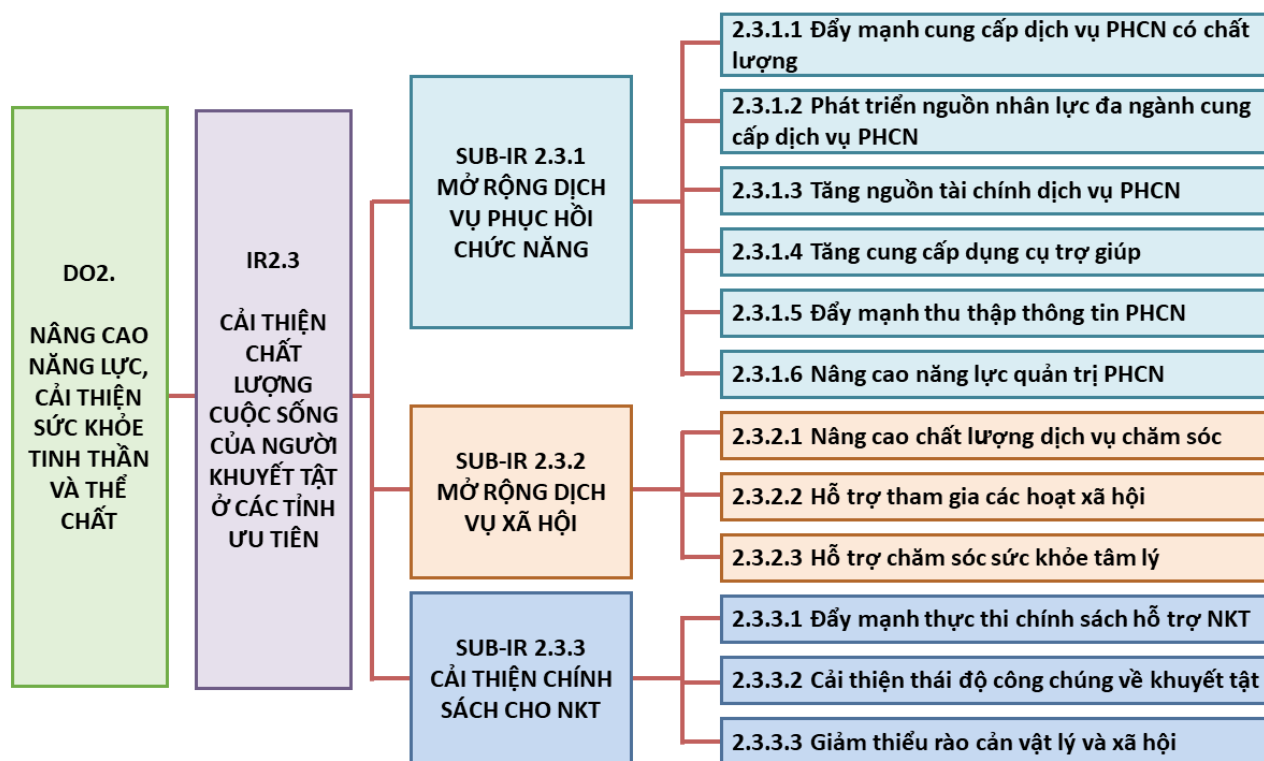 DO2.
NÂNG CAO
NĂNG LỰC,
CẢI THIỆN
SỨC KHỎE
TINH THẦN
VÀ THỂ
CHẤT
IR2.3
CẢI THIỆN
CHẤT
LƯỢNG
CUỘC SỐNG
CỦA NGƯỜI
KHUYẾT TẬT
Ở CÁC TỈNH
ƯU TIÊN
SUB-IR 2.3.1
MỞ RỘNG DỊCH
VỤ PHỤC HỒI
CHỨC NĂNG
2.3.1.1 Đẩy mạnh cung cấp dịch vụ PHCN có chất
lượng
2.3.1.2 Phát triển nguồn nhân lực đa ngành cung
cấp dịch vụ PHCN
2.3.1.3 Tăng nguồn tài chính dịch vụ PHCN
2.3.1.4 Tăng cung cấp dụng cụ trợ giúp
2.3.1.5 Đẩy mạnh thu thập thông tin PHCN
2.3.1.6 Nâng cao năng lực quản trị PHCN
SUB-IR 2.3.2
MỞ RỘNG DỊCH
VỤ XÃ HỘI
2.3.2.1 Nâng cao chất lượng dịch vụ chăm sóc
2.3.2.2 Hỗ trợ tham gia các hoạt xã hội
2.3.2.3 Hỗ trợ chăm sóc sức khỏe tâm lý
SUB-IR 2.3.3
CẢI THIỆN CHÍNH
SÁCH CHO NKT
2.3.3.1 Đẩy mạnh thực thi chính sách hỗ trợ NKT
2.3.3.2 Cải thiện thái độ công chúng về khuyết tật
2.3.3.3 Giảm thiểu rào cản vật lý và xã hội